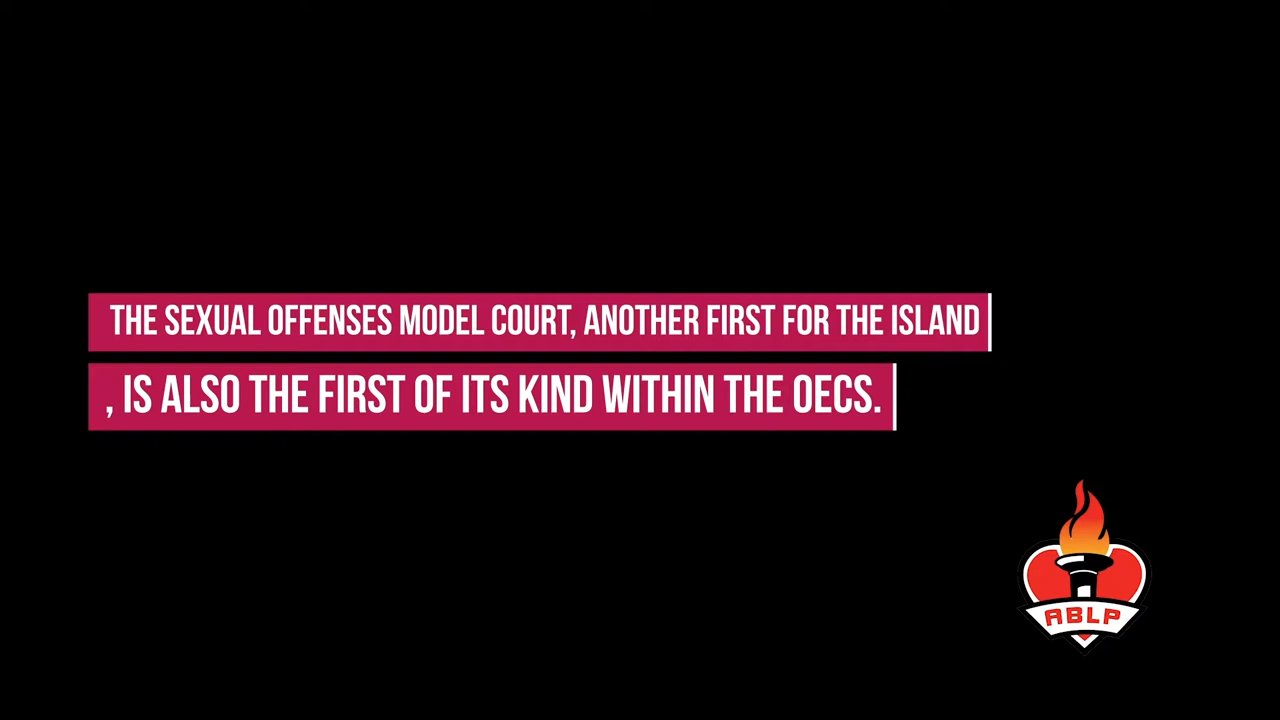 THE SEXUAL OFFENSES MODEL COURT, ANOTHER FIRST FOR THE ISLAND
, IS ALSO THE FIRST OF ITS KIND WITHIN THE OECS.
ABLP